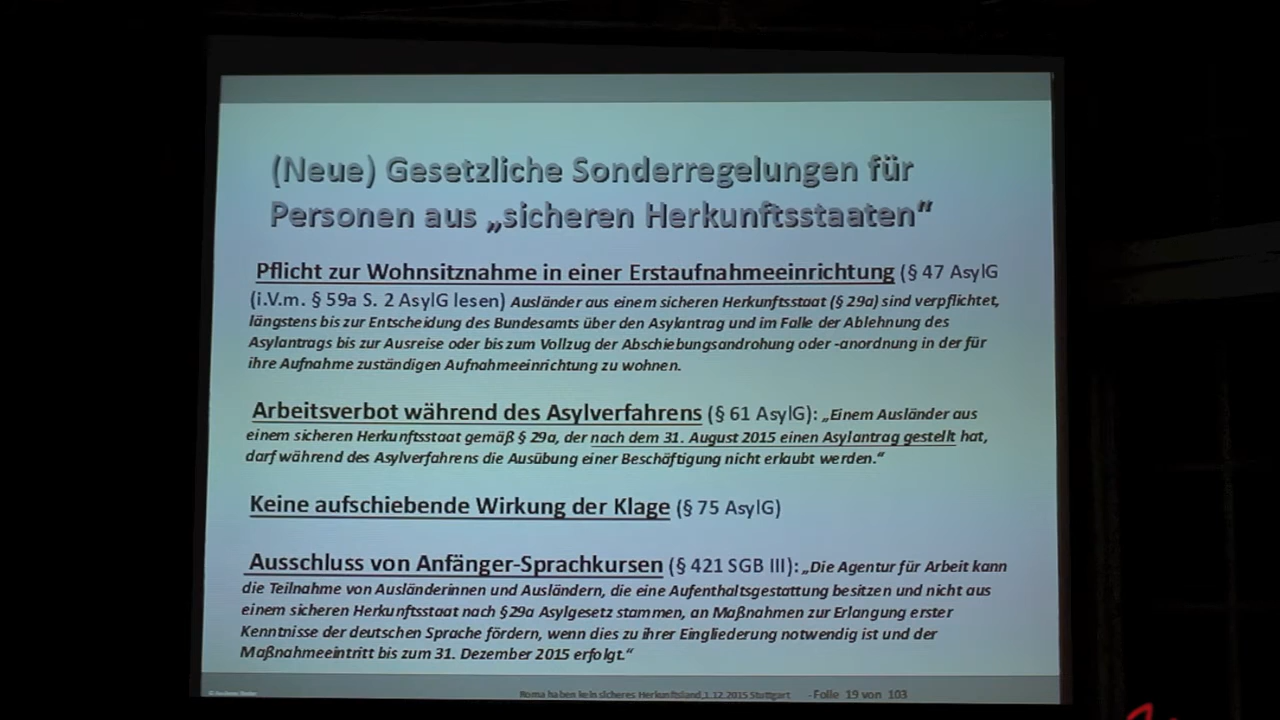 (Neue) Gesetzliche Sonderregelungen für
Personen aus „sicheren Herkunftsstaaten"
Pflicht zur Wohnsitznahme in einer Erstaufnahmeeinrichtung (§ 47 AsylG
(i.V.m. § 59a S. 2 AsylG lesen) Ausländer aus einem sicheren Herkunftsstaat (§ 29a) sind verpflichtet,
längstens bis zur Entscheidung des Bundesamts über den Asylantrag und im Falle der Ablehnung des
Asylantrags bis zur Ausreise oder bis zum Vollzug der Abschiebungsandrohung oder -anordnung in der für
ihre Aufnahme zuständigen Aufnahmeeinrichtung zu wohnen.
Arbeitsverbot während des Asylverfahrens (§ 61 AsylG): „Einem Ausländer aus
einem sicheren Herkunftsstaat gemäß § 29a, der nach dem 31. August 2015 einen Asylantrag gestellt hat,
darf während des Asylverfahrens die Ausübung einer Beschäftigung nicht erlaubt werden.“
Keine aufschiebende Wirkung der Klage (§ 75 AsylG)
Ausschluss von Anfänger-Sprachkursen (§ 421 SGB III): „Die Agentur für Arbeit kann
die Teilnahme von Ausländerinnen und Ausländern, die eine Aufenthaltsgestattung besitzen und nicht aus
einem sicheren Herkunftsstaat nach §29a Asylgesetz stammen, an Maßnahmen zur Erlangung erster
Kenntnisse der deutschen Sprache fördern, wenn dies zu ihrer Eingliederung notwendig ist und der
Maßnahmeeintritt bis zum 31. Dezember 2015 erfolgt.“
Roma haben kein sicheres Herkunftsland,1.12.2015 Stuttgart - Folie 19 von 103